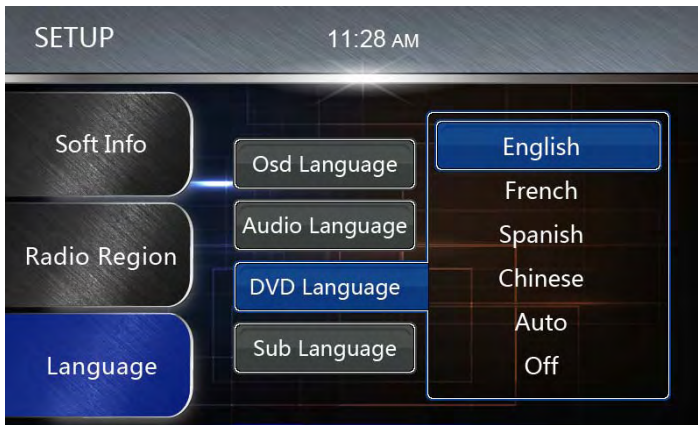 SETUP
11:28 AM
Soft Info
Radio Region
Language
Osd Language
Audio Language
DVD Language
Sub Language
English
French
Spanish
Chinese
Auto
Off